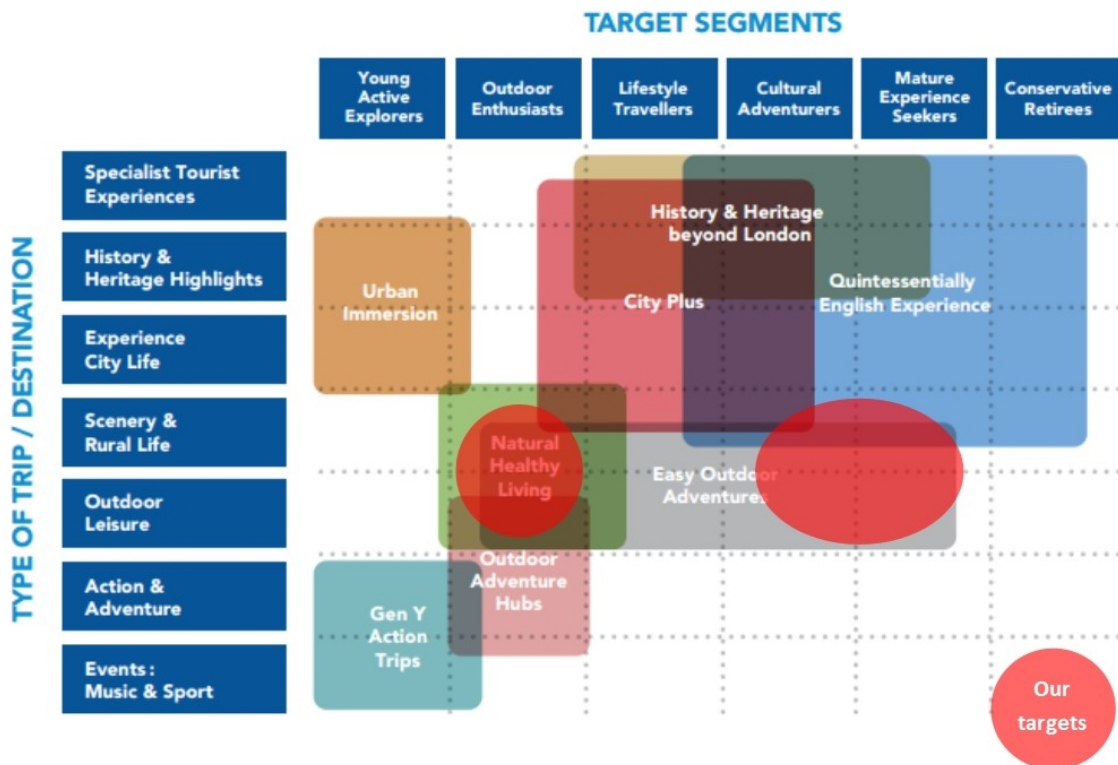 TARGET SEGMENTS
Young
Active
Explorers
Outdoor
Enthusiasts
Lifestyle
Travellers
Cultural
Adventurers
Mature
Experience
Seekers
Conservative
Retirees
TYPE OF TRIP / DESTINATION
Specialist Tourist
Experiences
History &
Heritage Highlights
Experience
City Life
Scenery &
Rural Life
Outdoor
Leisure
Action &
Adventure
Events :
Music & Sport
History & Heritage
beyond London
Urban
Immersion
City Plus
Quintessentially
English Experience
Natural
Healthy
Living
Easy Outdoor
Adventures
Outdoor
Adventure
Hubs
Gen Y
Action
Trips
Our
targets